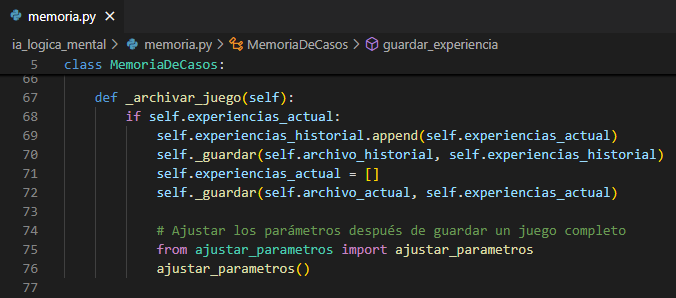 memoria.py ×
ia_logica_mental > memoria.py > MemoriaDeCasos > guardar_experiencia
5 class MemoriaDeCasos:
66
67     def _archivar_juego(self):
68         if self.experiencias_actual:
69             self.experiencias_historial.append(self.experiencias_actual)
70             self._guardar(self.archivo_historial, self.experiencias_historial)
71             self.experiencias_actual = []
72             self._guardar(self.archivo_actual, self.experiencias_actual)
73
74             # Ajustar los parámetros después de guardar un juego completo
75             from ajustar_parametros import ajustar_parametros
76             ajustar_parametros()
77